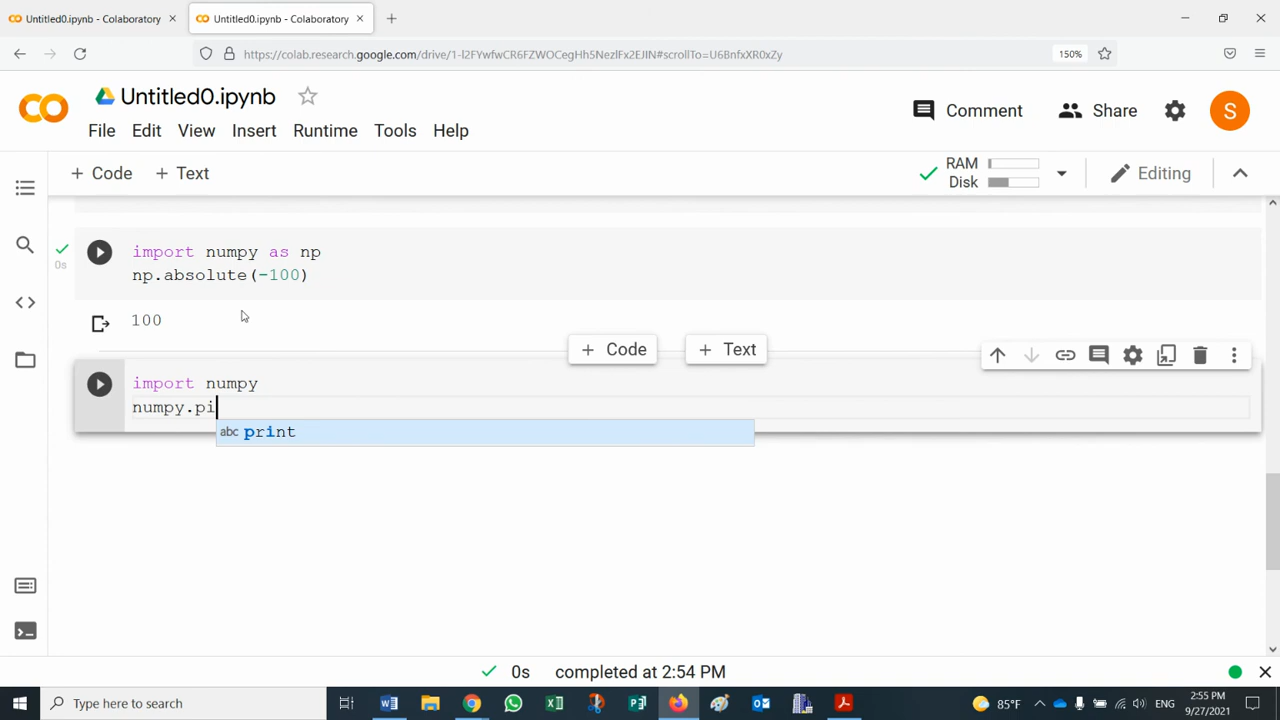 Untitled0.ipynb - Colaboratory
Untitled0.ipynb - Colaboratory
https://colab.research.google.com/drive/1-l2FYwfwCR6FZWOCegHh5NezlFx2EJIN#scrollTo=U6BnfxXR0xZy
150%
Untitled0.ipynb
Comment
Share
S
File Edit View Insert Runtime Tools Help
+ Code + Text
RAM
Disk
Editing
import numpy as np
0s
np.absolute(-100)
100
+ Code + Text
import numpy
numpy.pi
abc print
0s completed at 2:54 PM
Type here to search
85°F
ENG
2:55 PM
9/27/2021